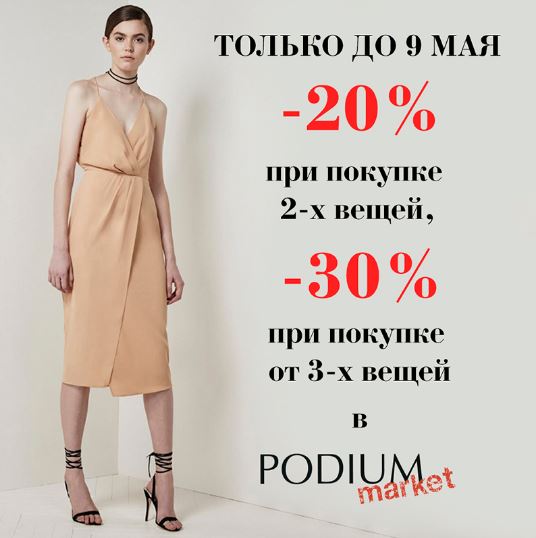 ТОЛЬКО ДО 9 МАЯ
-20%
при покупке
2-х вещей,
-30%
при покупке
от 3-х вещей
в
PODIUM
market